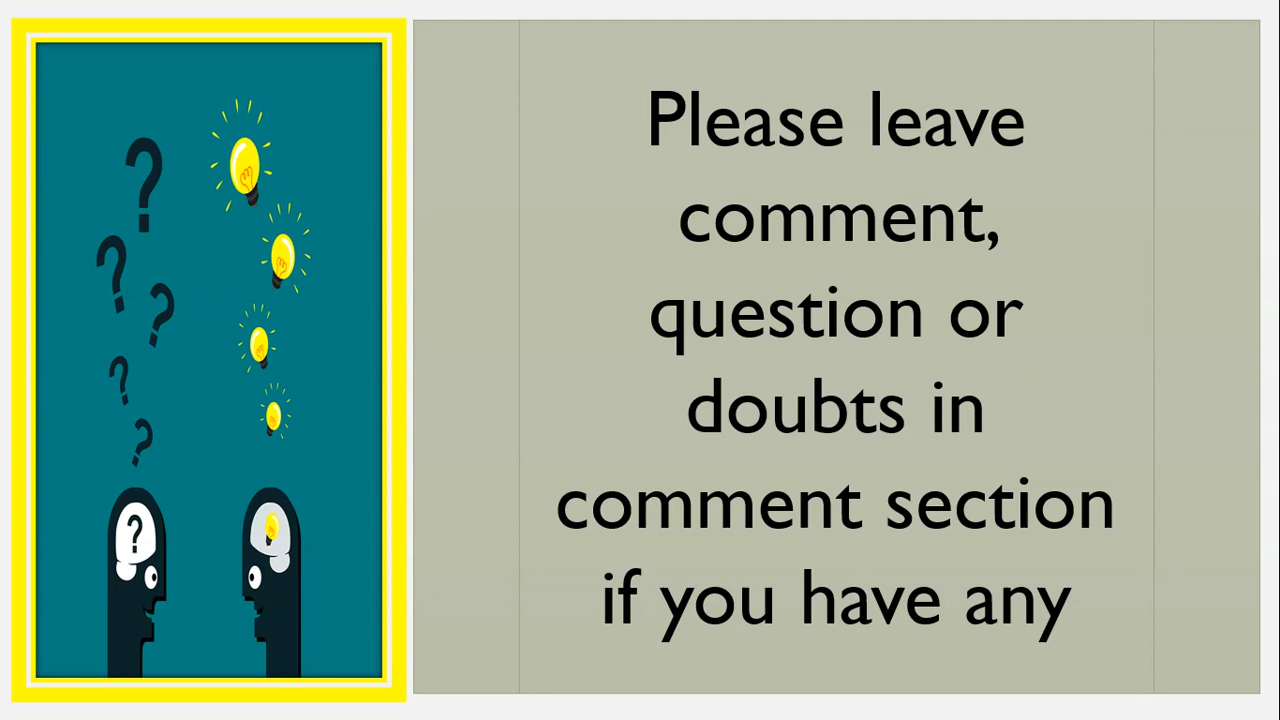 Please leave
comment,
question or
doubts in
comment section
if you have any